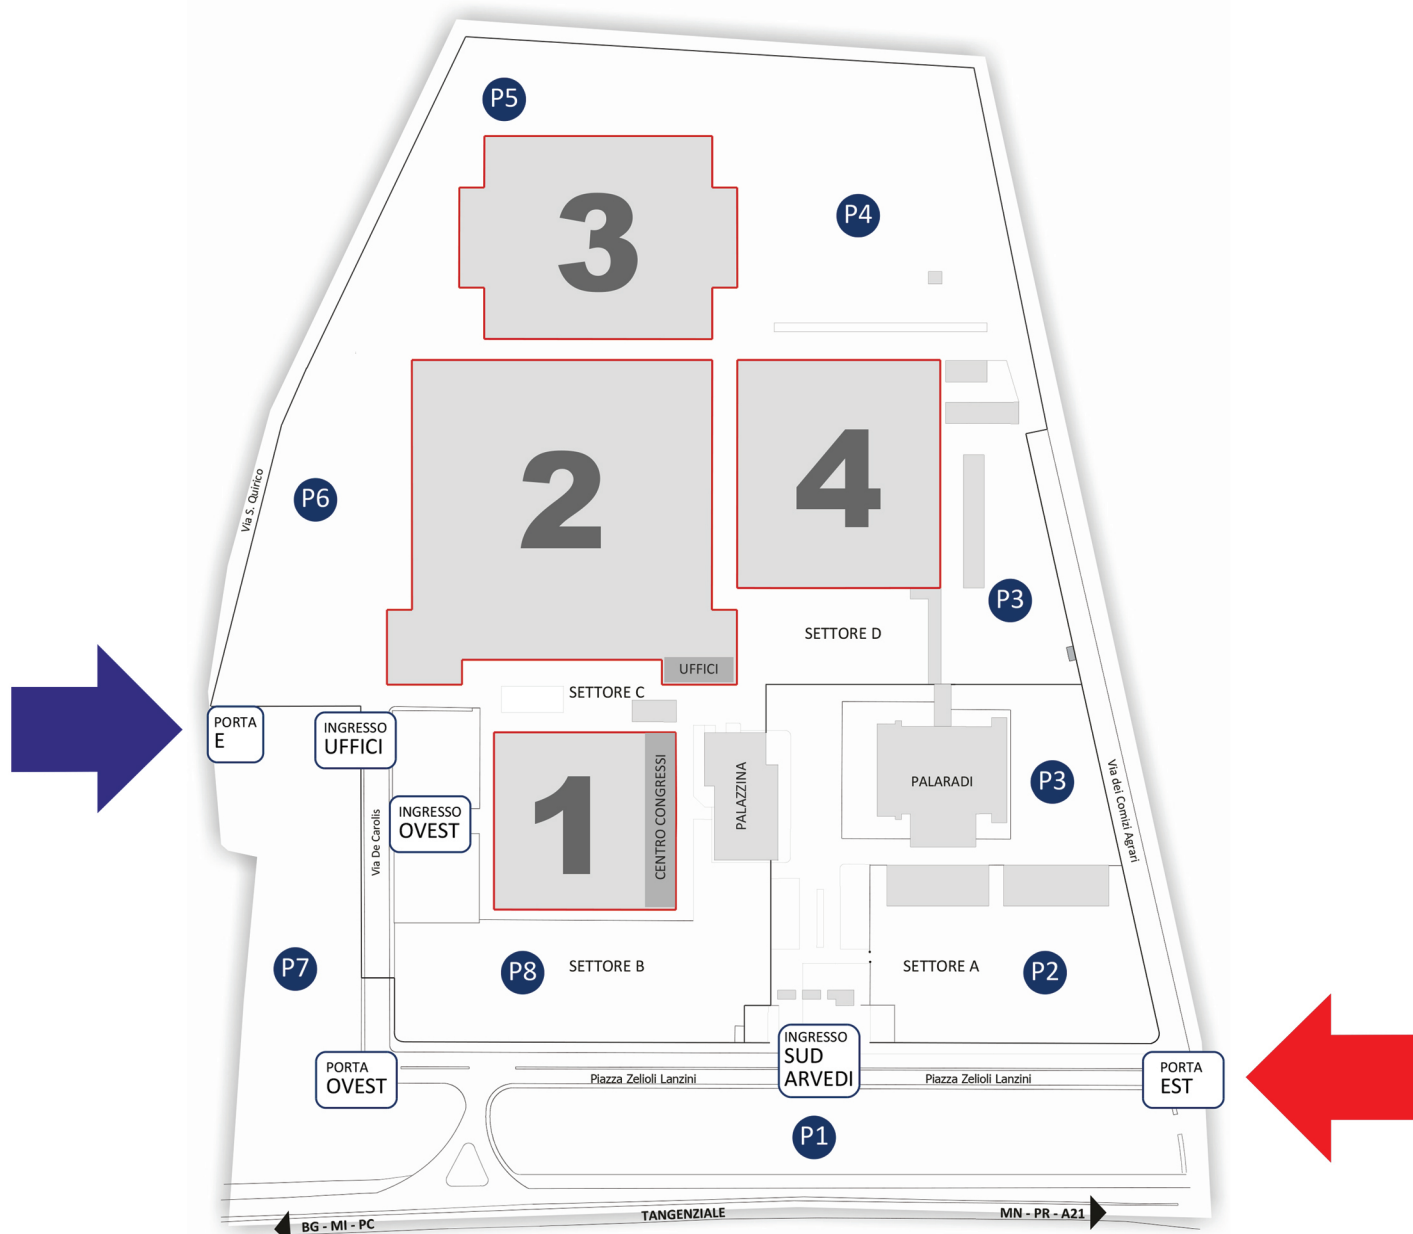 P5
3
P4
2
4
Via S. Quirico
P6
P3
SETTORE D
UFFICI
SETTORE C
PORTA
E
INGRESSO
UFFICI
INGRESSO
OVEST
Via De Carolis
1
CENTRO CONGRESSI
PALAZZINA
PALARADI
P3
Via dei Comizi Agrari
P7
P8
SETTORE B
SETTORE A
P2
PORTA
OVEST
Piazza Zelioli Lanzini
INGRESSO
SUD
ARVEDI
Piazza Zelioli Lanzini
PORTA
EST
P1
BG - MI - PC
TANGENZIALE
MN - PR - A21